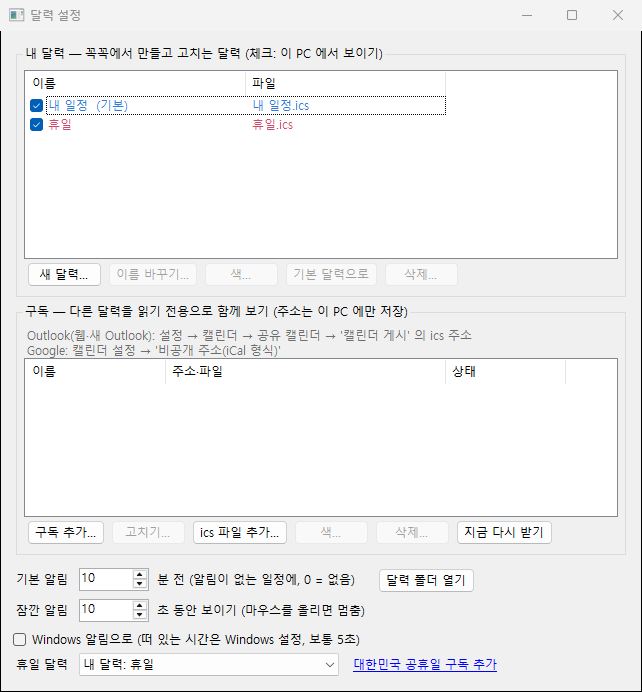 달력 설정
내 달력 — 꼭꼭에서 만들고 고치는 달력 (체크: 이 PC 에서 보이기)
이름 파일
내 일정 (기본) 내 일정.ics
휴일 휴일.ics
새 달력... 이름 바꾸기... 색... 기본 달력으로 삭제...
구독 — 다른 달력을 읽기 전용으로 함께 보기 (주소는 이 PC 에만 저장)
Outlook(웹·새 Outlook): 설정 → 캘린더 → 공유 캘린더 → '캘린더 게시' 의 ics 주소
Google: 캘린더 설정 → '비공개 주소(iCal 형식)'
이름 주소·파일 상태
구독 추가... 고치기... ics 파일 추가... 색... 삭제... 지금 다시 받기
기본 알림 10 분 전 (알림이 없는 일정에, 0 = 없음) 달력 폴더 열기
잠깐 알림 10 초 동안 보이기 (마우스를 올리면 멈춤)
Windows 알림으로 (떠 있는 시간은 Windows 설정, 보통 5초)
휴일 달력 내 달력: 휴일 대한민국 공휴일 구독 추가